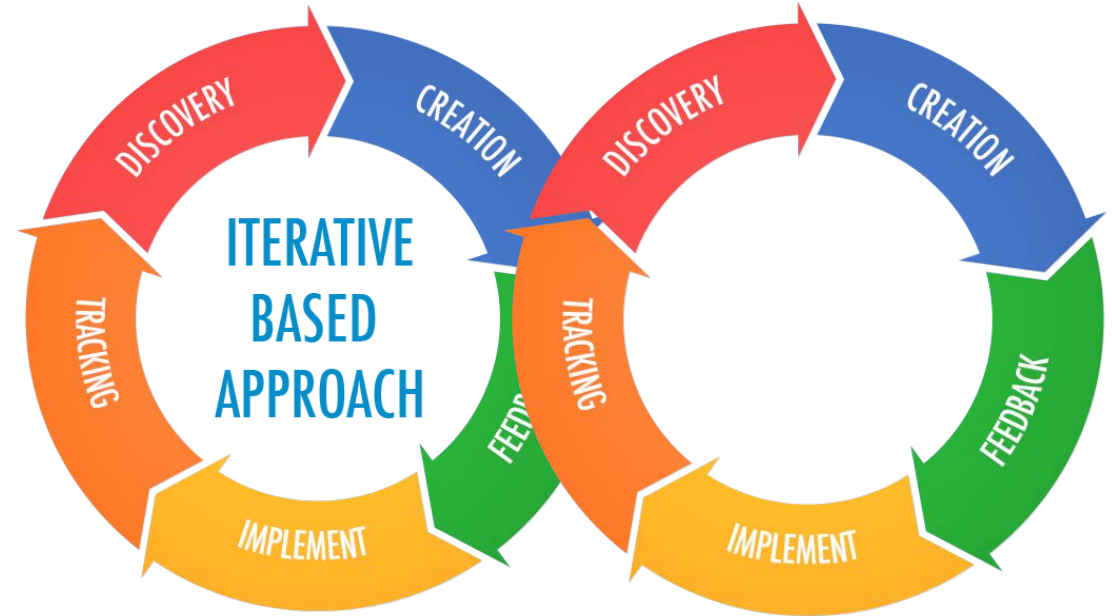 DISCOVERY
CREATION
ITERATIVE
BASED
APPROACH
TRACKING
IMPLEMENT
DISCOVERY
CREATION
FEEDBACK
IMPLEMENT
TRACKING